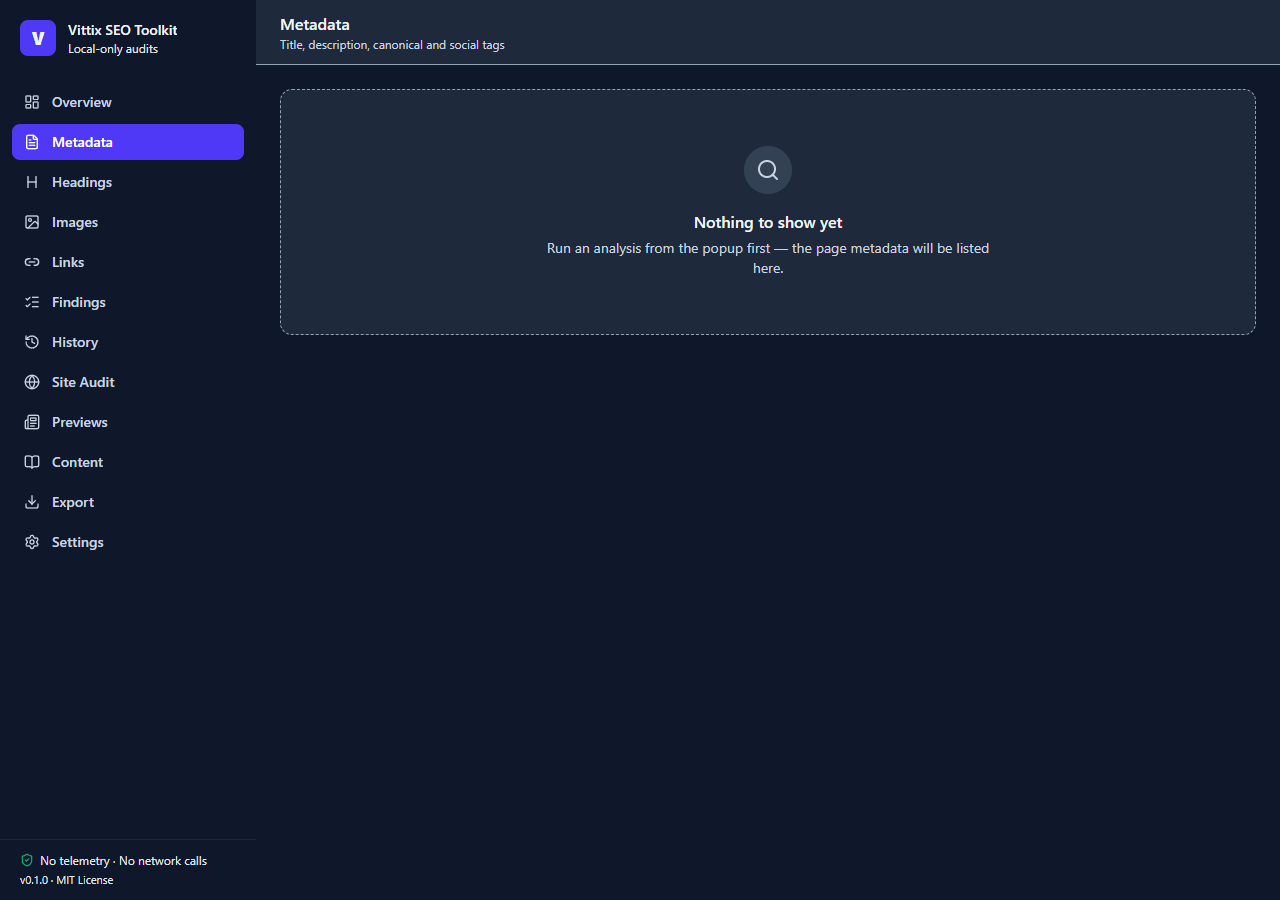 V
Vittix SEO Toolkit
Local-only audits
Overview
Metadata
Headings
Images
Links
Findings
History
Site Audit
Previews
Content
Export
Settings
No telemetry · No network calls
v0.1.0 · MIT License
Metadata
Title, description, canonical and social tags
Nothing to show yet
Run an analysis from the popup first — the page metadata will be listed
here.